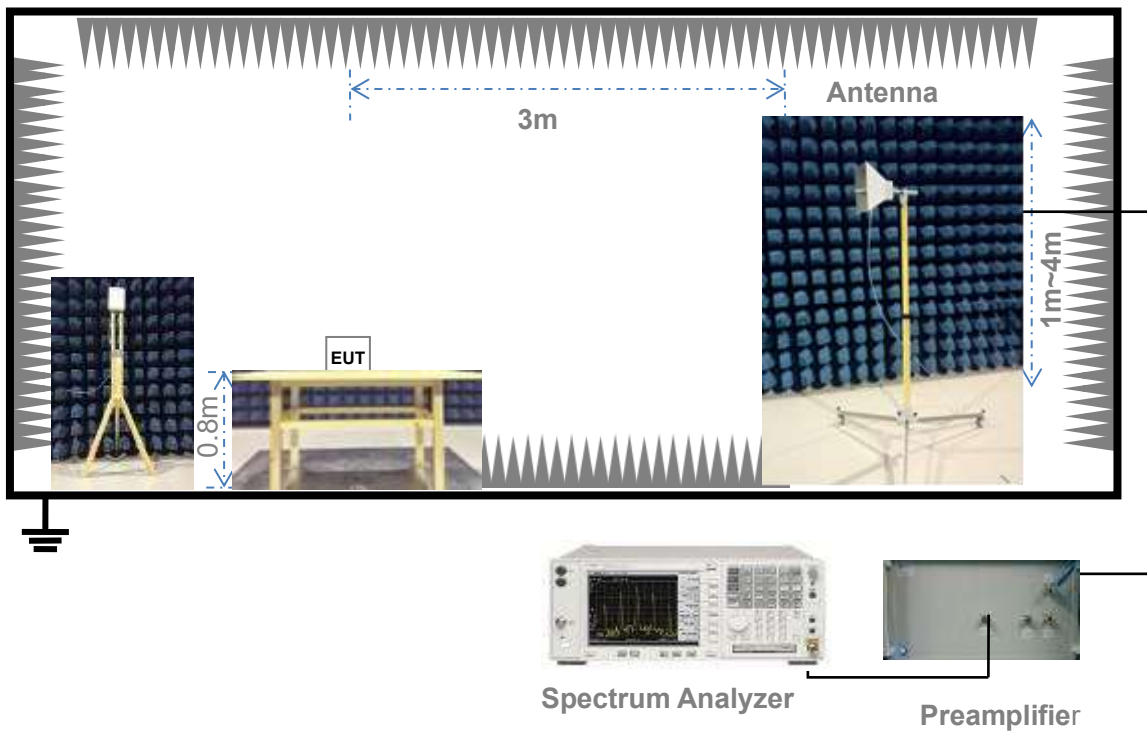 Antenna
3m
1m~4m
EUT
0.8m
Spectrum Analyzer
Preamplifier